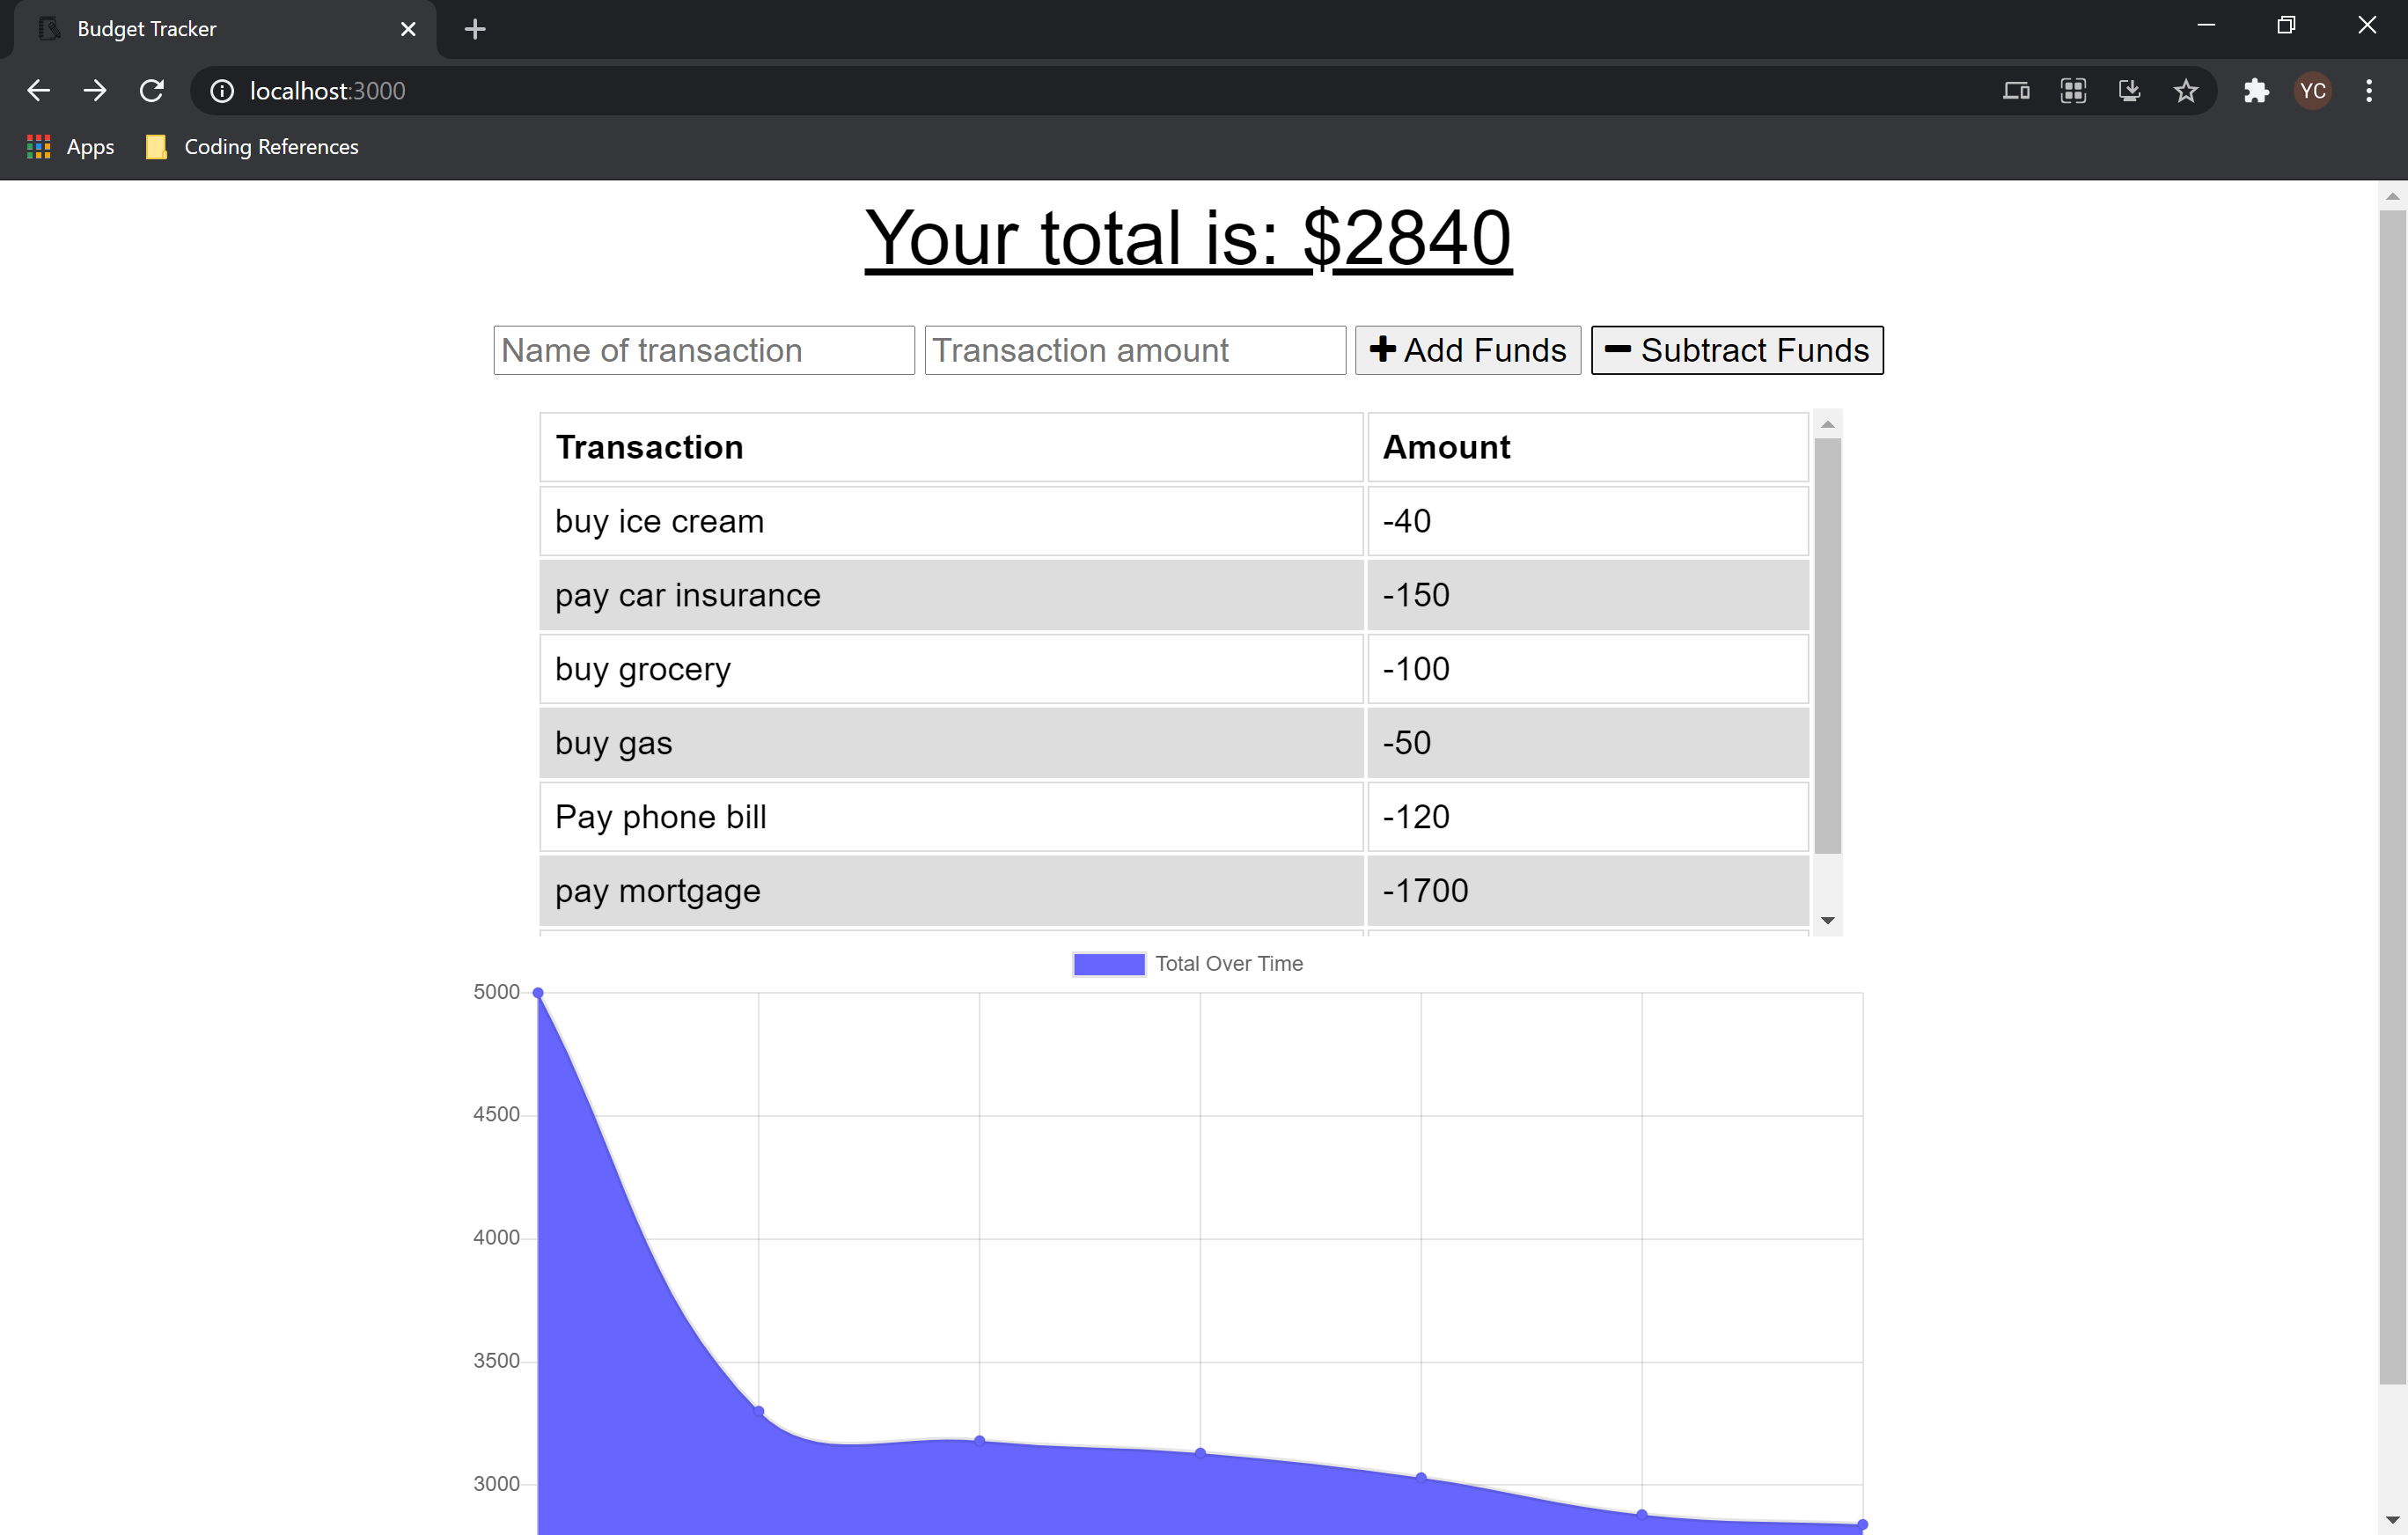 Budget Tracker
localhost:3000
YC
Apps
Coding References
Your total is: $2840
Name of transaction
Transaction amount
Add Funds
Subtract Funds
Transaction Amount
buy ice cream -40
pay car insurance -150
buy grocery -100
buy gas -50
Pay phone bill -120
pay mortgage -1700
Total Over Time
5000
4500
4000
3500
3000